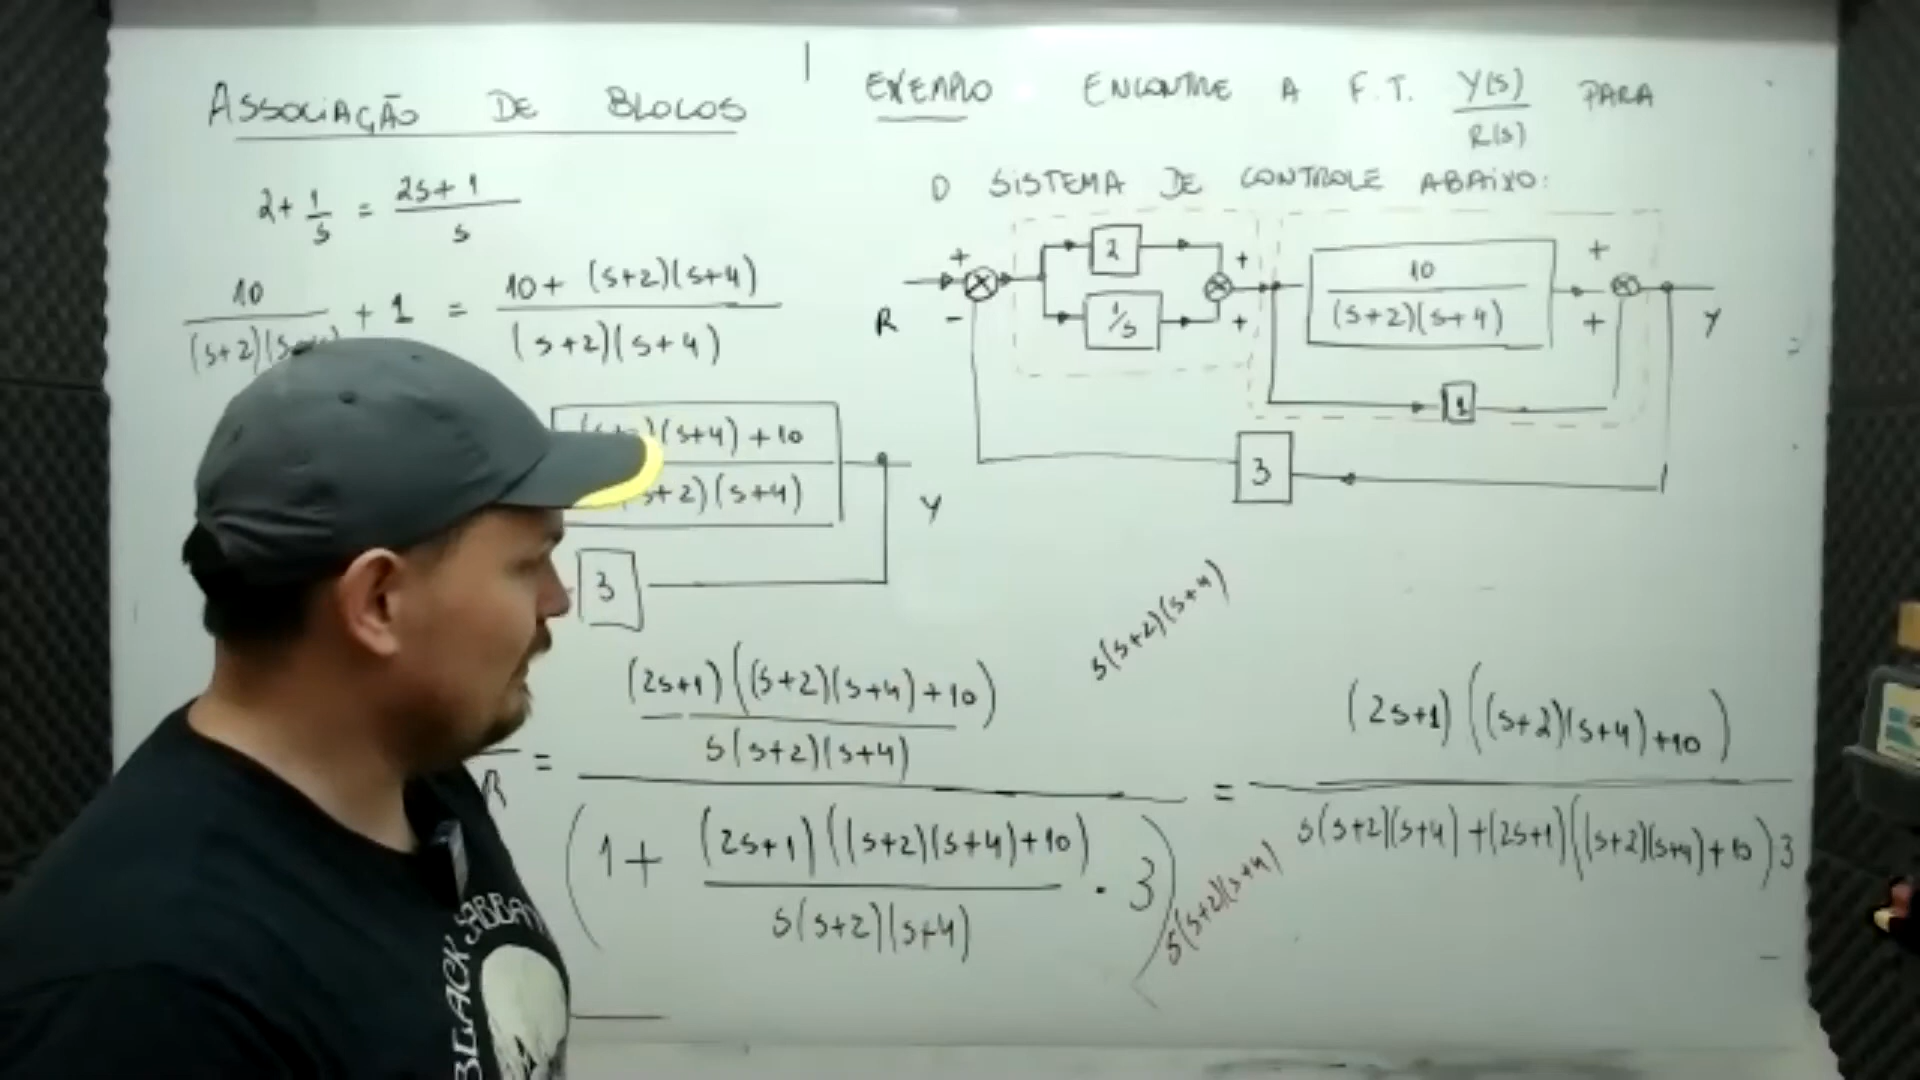 ASSOCIAÇÃO DE BLOCOS
2 + 1/s = (2s+1)/s
10/((s+2)(s+4)) + 1 = (10 + (s+2)(s+4))/((s+2)(s+4))
(s+4) + 10
(s+4)
Y
3
= ((2s+1)((s+2)(s+4)+10)/(s(s+2)(s+4)))/(1 + (2s+1)((s+2)(s+4)+10)/(s(s+2)(s+4)) . 3) = (2s+1)((s+2)(s+4)+10)/(s(s+2)(s+4)+(2s+1)((s+2)(s+4)+10)3)
s(s+2)(s+4)
s(s+2)(s+4)
EXEMPLO ENCONTRE A F.T. Y(s)/R(s) PARA
O SISTEMA DE CONTROLE ABAIXO:
R + - 2 1/s + + 10/((s+2)(s+4)) + + Y
1
3
BLACK SABBATH